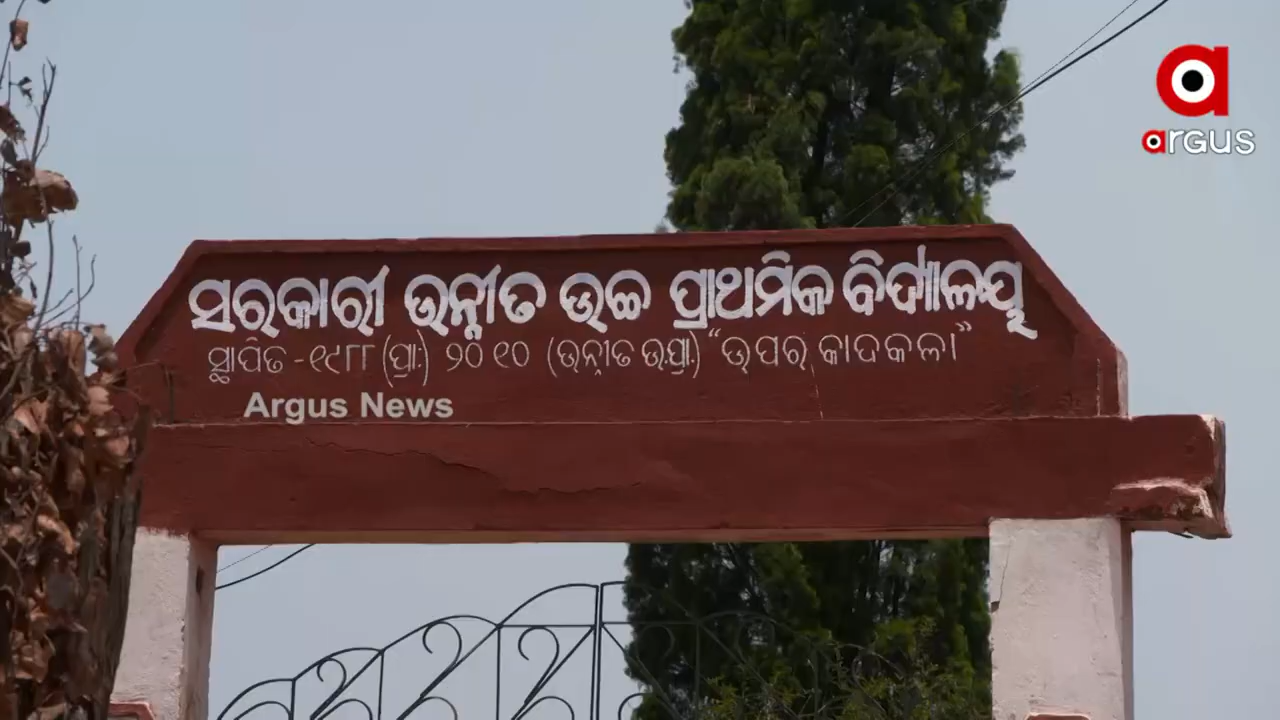 argus
ସରକାରୀ ଉନ୍ନୀତ ଉଚ୍ଚ ପ୍ରାଥମିକ ବିଦ୍ୟାଳୟ
ସ୍ଥାପିତ - ୧୯୮୮ (ପ୍ରା:) ୨୦୧୦ (ଉନ୍ନୀତ ଉ.ପ୍ରା.) “ଉପର କାଦକଳା”
Argus News